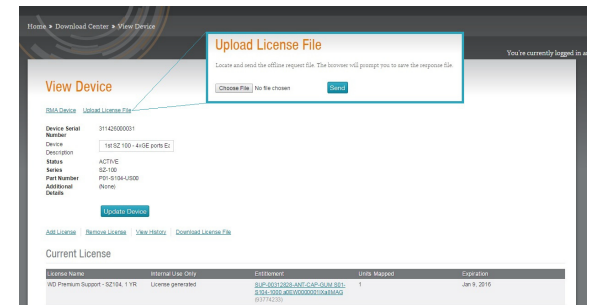 Home » Download Center » View Device
You're currently logged in as
Upload License File
Locate and send the offline request file. The browser will prompt you to save the response file.
Choose File No file chosen Send
View Device
RMA Device Upload License File
Device Serial Number 311426000031
Device Description 1st SZ 100 - 4×GE ports Ex
Status ACTIVE
Series SZ-100
Part Number P01-S104-US00
Additional Details (None)
Update Device
Add License Remove License View History Download License File
Current License
License Name Internal Use Only Entitlement Units Mapped Expiration
WD Premium Support - SZ104, 1 YR License generated 1 Jan 9, 2016